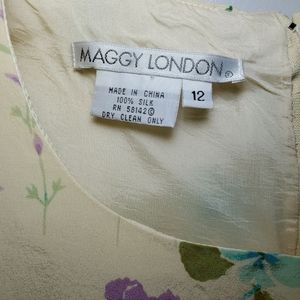 MAGGY LONDON®
MADE IN CHINA
100% SILK
RN 58142©
DRY CLEAN ONLY
12